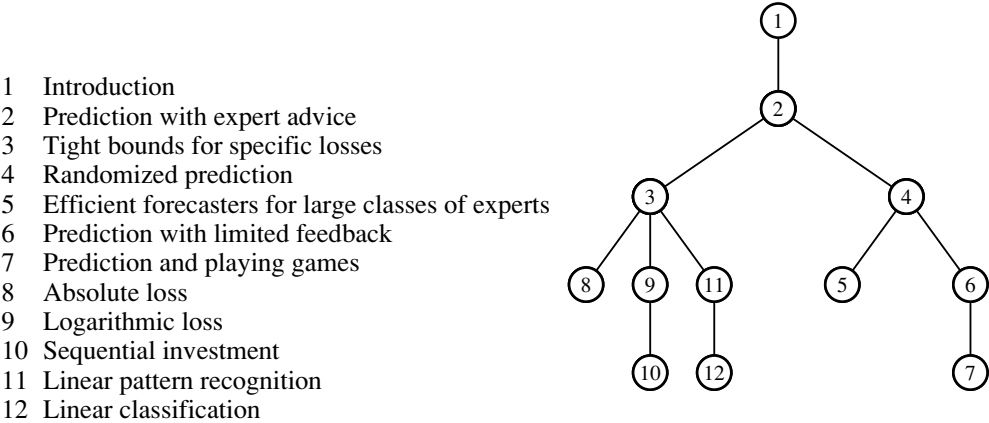 1 Introduction
2 Prediction with expert advice
3 Tight bounds for specific losses
4 Randomized prediction
5 Efficient forecasters for large classes of experts
6 Prediction with limited feedback
7 Prediction and playing games
8 Absolute loss
9 Logarithmic loss
10 Sequential investment
11 Linear pattern recognition
12 Linear classification
1
2
3 4
8 9 11 5 6
10 12 7